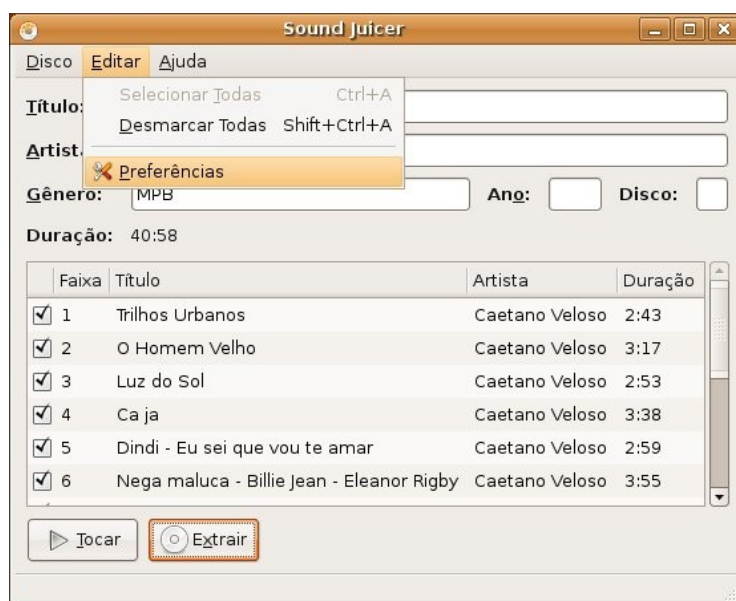 Sound Juicer
Disco Editar Ajuda
Selecionar Todas Ctrl+A
Título:
Desmarcar Todas Shift+Ctrl+A
Artist
Preferências
Gênero: MPB Ano: Disco:
Duração: 40:58
Faixa Título Artista Duração
1 Trilhos Urbanos Caetano Veloso 2:43
2 O Homem Velho Caetano Veloso 3:17
3 Luz do Sol Caetano Veloso 2:53
4 Ca ja Caetano Veloso 3:38
5 Dindi - Eu sei que vou te amar Caetano Veloso 2:59
6 Nega maluca - Billie Jean - Eleanor Rigby Caetano Veloso 3:55
Tocar Extrair